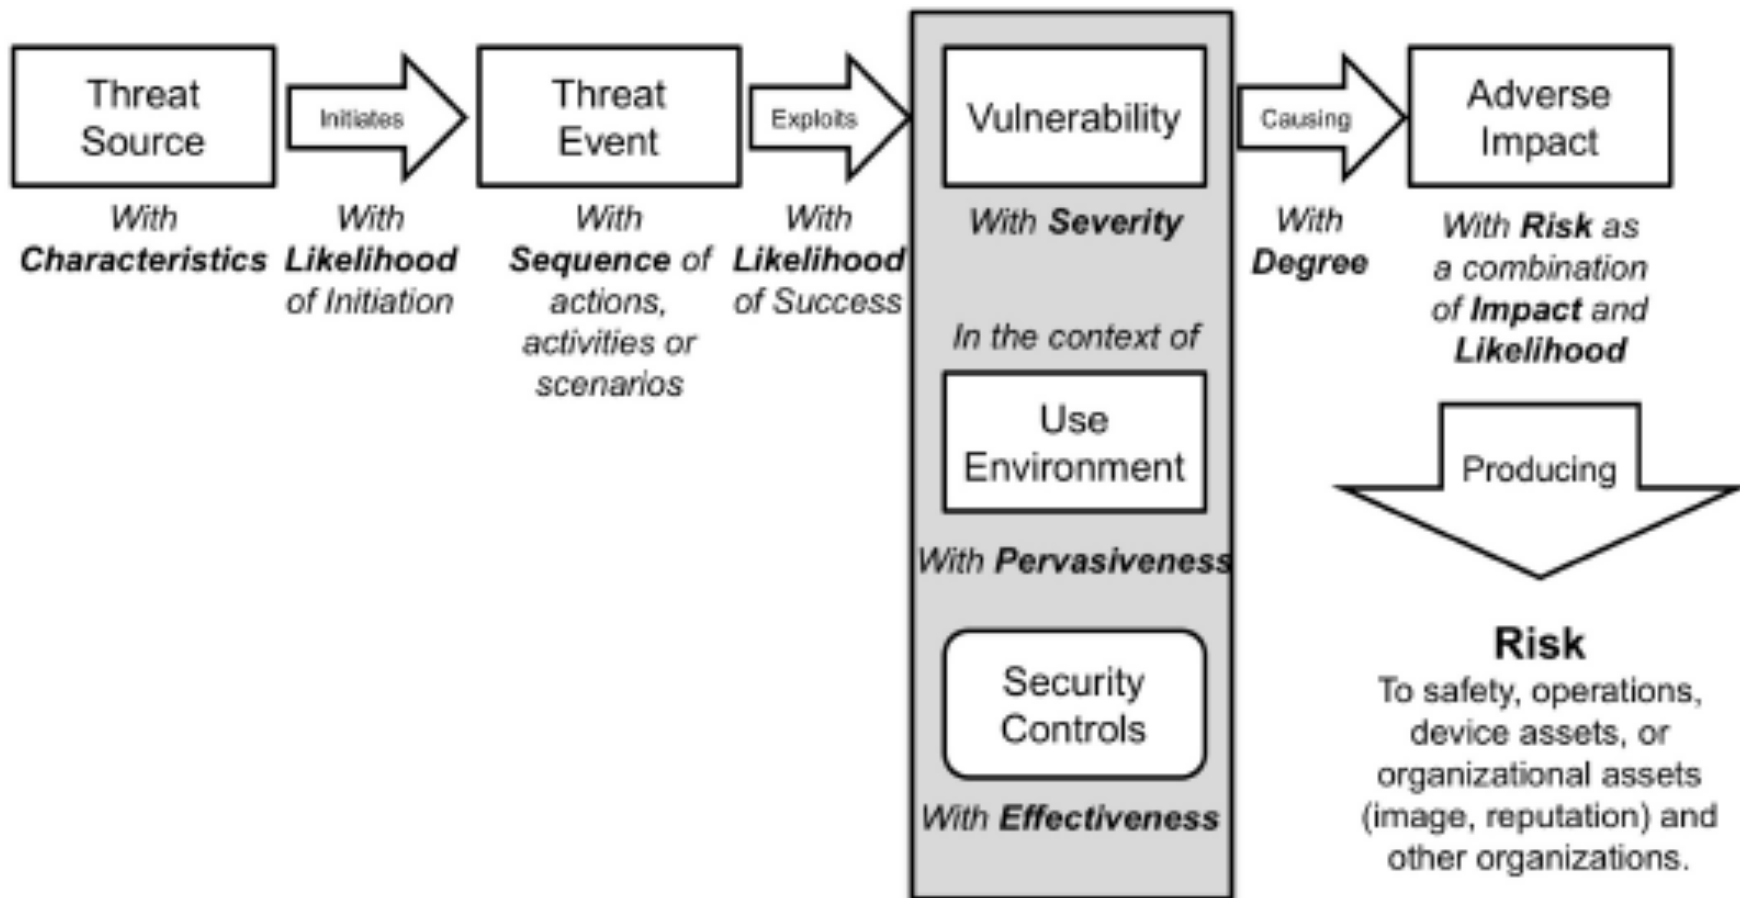 Threat
Source
Initiates
Threat
Event
Exploits
Vulnerability
Causing
Adverse
Impact
With
Characteristics
With
Likelihood
of Initiation
With
Sequence of
actions,
activities or
scenarios
With
Likelihood
of Success
With Severity
In the context of
Use
Environment
With Pervasiveness
Security
Controls
With Effectiveness
With
Degree
With Risk as
a combination
of Impact and
Likelihood
Producing
Risk
To safety, operations,
device assets, or
organizational assets
(image, reputation) and
other organizations.